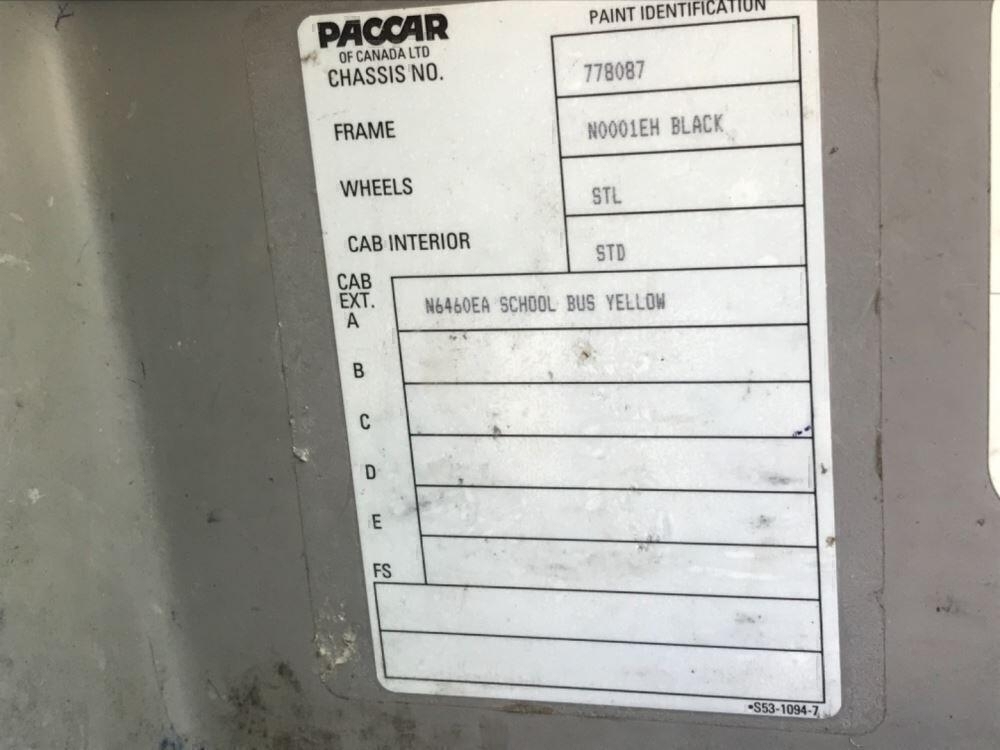 PACCAR
OF CANADA LTD
PAINT IDENTIFICATION
CHASSIS NO. 778087
FRAME N0001EH BLACK
WHEELS STL
CAB INTERIOR STD
CAB
EXT.
A N6460EA SCHOOL BUS YELLOW
B
C
D
E
FS
•S53-1094-7